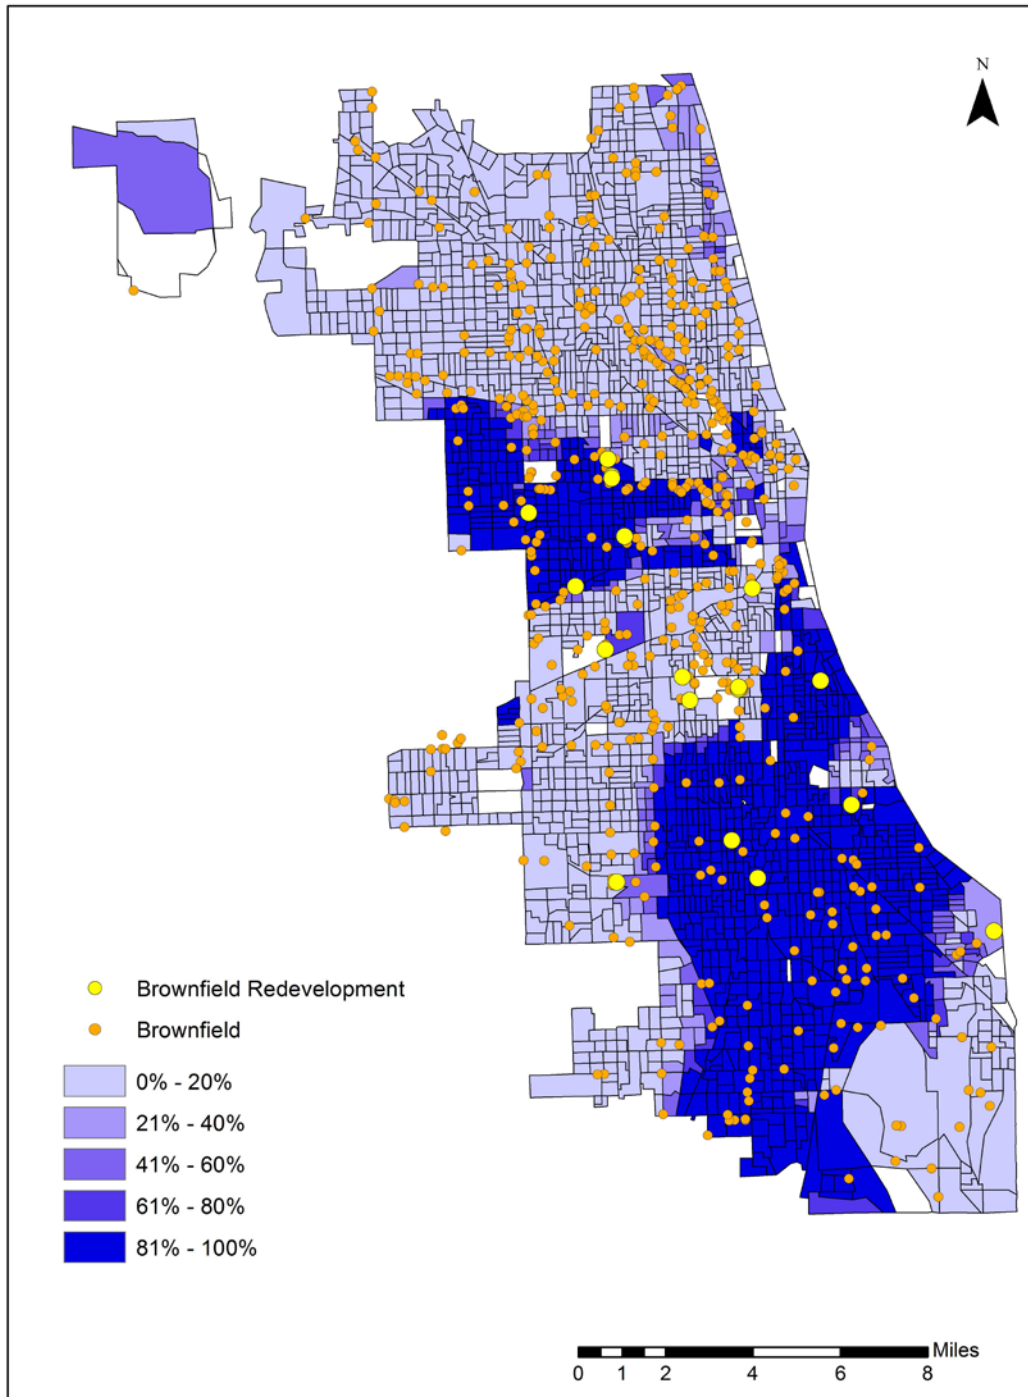 N
Brownfield Redevelopment
Brownfield
0% - 20%
21% - 40%
41% - 60%
61% - 80%
81% - 100%
Miles
0 1 2 4 6 8